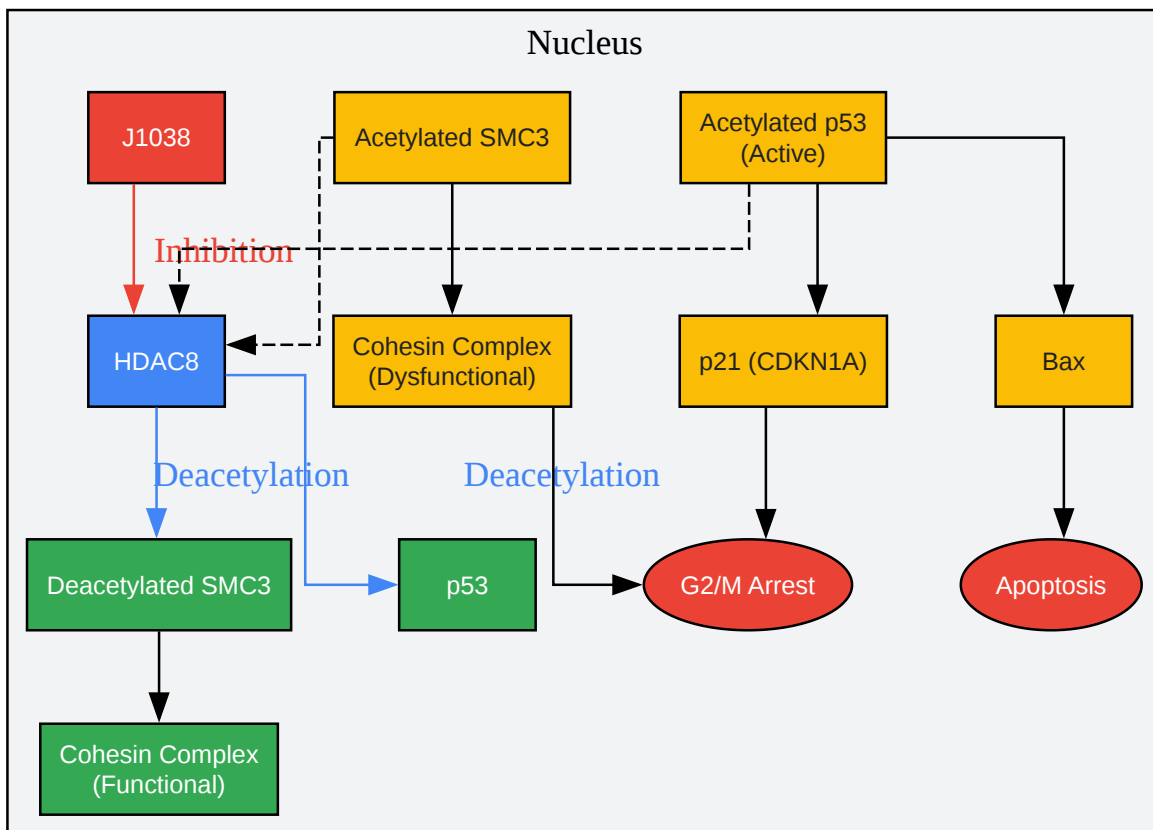 Nucleus
J1038
Acetylated SMC3
Acetylated p53
(Active)
Inhibition
HDAC8
Cohesin Complex
(Dysfunctional)
p21 (CDKN1A)
Bax
Deacetylation
Deacetylation
Deacetylated SMC3
p53
G2/M Arrest
Apoptosis
Cohesin Complex
(Functional)